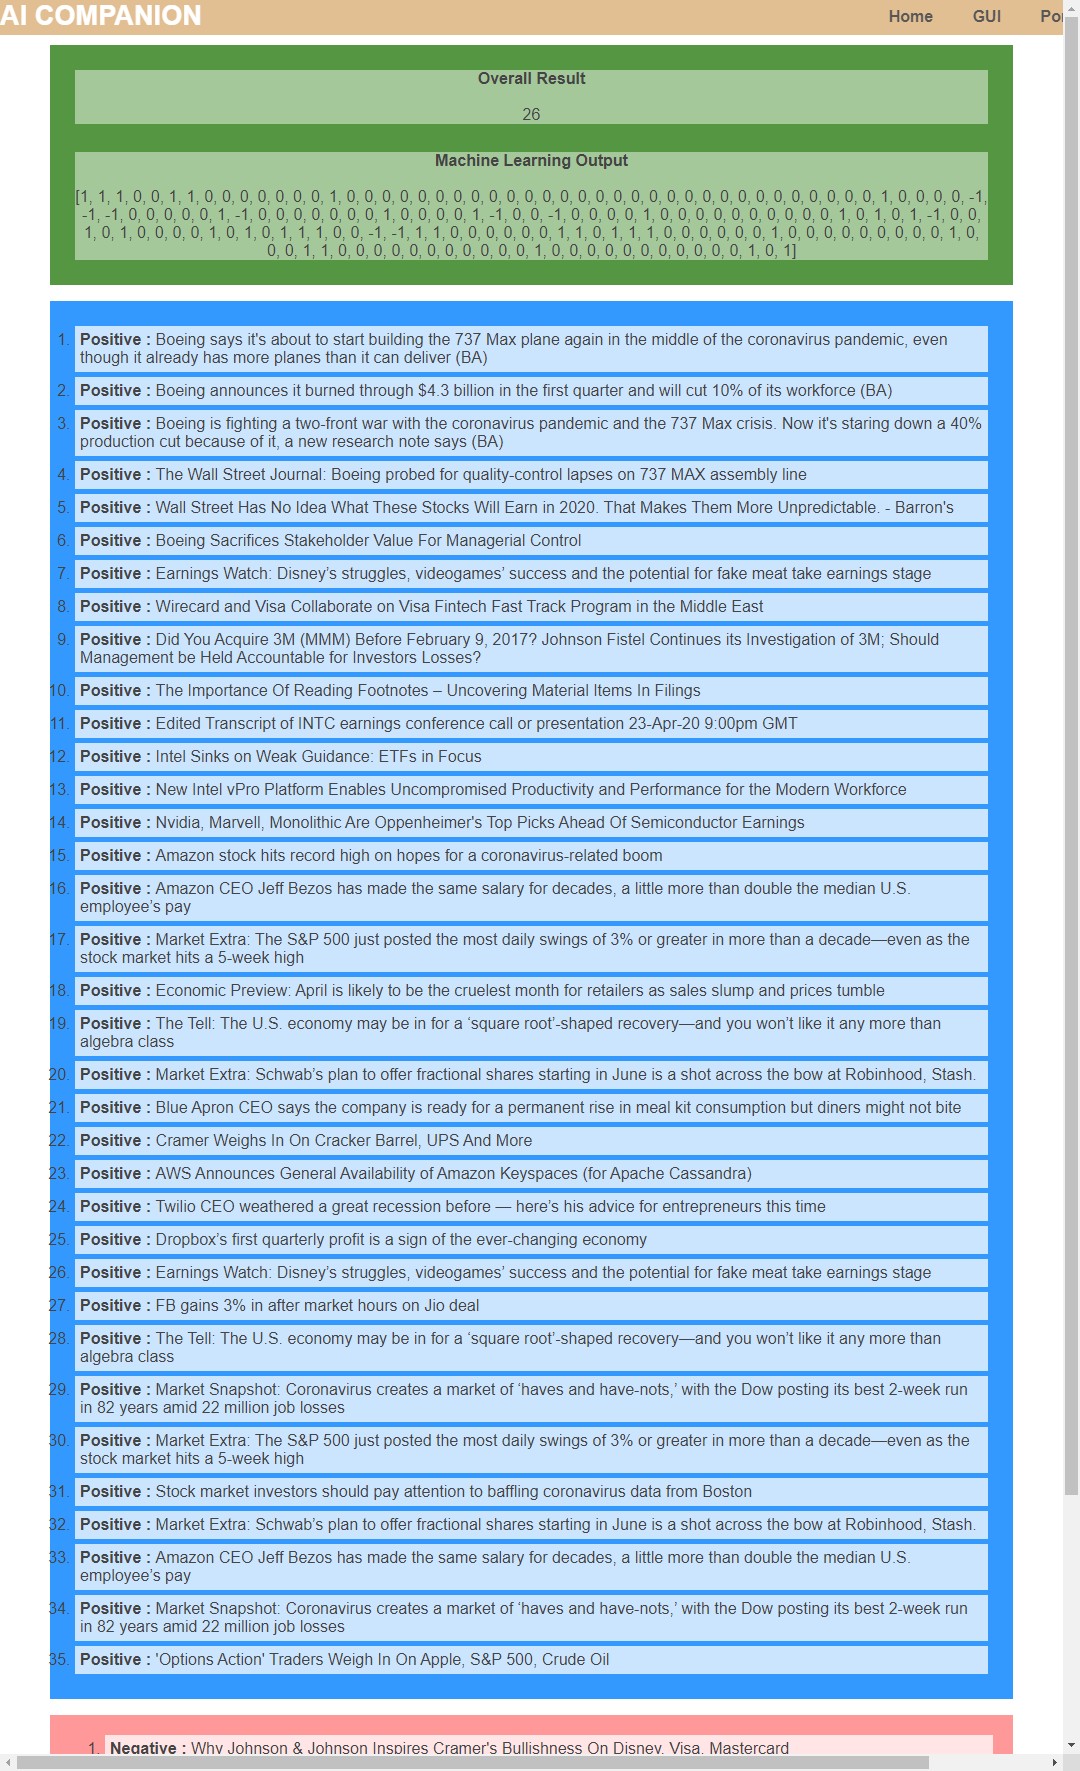 AI COMPANION
Home GUI Por
Overall Result
26
Machine Learning Output
[1, 1, 1, 0, 0, 1, 1, 0, 0, 0, 0, 0, 0, 0, 1, 0, 0, 0, 0, 0, 0, 0, 0, 0, 0, 0, 0, 0, 0, 0, 0, 0, 0, 0, 0, 0, 0, 0, 0, 0, 0, 0, 0, 0, 0, 1, 0, 0, 0, 0, -1,
-1, -1, 0, 0, 0, 0, 0, 1, -1, 0, 0, 0, 0, 0, 0, 0, 1, 0, 0, 0, 0, 1, -1, 0, 0, -1, 0, 0, 0, 0, 1, 0, 0, 0, 0, 0, 0, 0, 0, 0, 0, 1, 0, 1, 0, 1, -1, 0, 0,
1, 0, 1, 0, 0, 0, 0, 1, 0, 1, 0, 1, 1, 1, 0, 0, -1, -1, 1, 1, 0, 0, 0, 0, 0, 0, 1, 1, 0, 1, 1, 1, 0, 0, 0, 0, 0, 0, 1, 0, 0, 0, 0, 0, 0, 0, 0, 0, 1, 0,
0, 0, 1, 1, 0, 0, 0, 0, 0, 0, 0, 0, 0, 0, 0, 1, 0, 0, 0, 0, 0, 0, 0, 0, 0, 0, 0, 1, 0, 1]
1. Positive : Boeing says it's about to start building the 737 Max plane again in the middle of the coronavirus pandemic, even
though it already has more planes than it can deliver (BA)
2. Positive : Boeing announces it burned through $4.3 billion in the first quarter and will cut 10% of its workforce (BA)
3. Positive : Boeing is fighting a two-front war with the coronavirus pandemic and the 737 Max crisis. Now it's staring down a 40%
production cut because of it, a new research note says (BA)
4. Positive : The Wall Street Journal: Boeing probed for quality-control lapses on 737 MAX assembly line
5. Positive : Wall Street Has No Idea What These Stocks Will Earn in 2020. That Makes Them More Unpredictable. - Barron's
6. Positive : Boeing Sacrifices Stakeholder Value For Managerial Control
7. Positive : Earnings Watch: Disney’s struggles, videogames’ success and the potential for fake meat take earnings stage
8. Positive : Wirecard and Visa Collaborate on Visa Fintech Fast Track Program in the Middle East
9. Positive : Did You Acquire 3M (MMM) Before February 9, 2017? Johnson Fistel Continues its Investigation of 3M; Should
Management be Held Accountable for Investors Losses?
10. Positive : The Importance Of Reading Footnotes – Uncovering Material Items In Filings
11. Positive : Edited Transcript of INTC earnings conference call or presentation 23-Apr-20 9:00pm GMT
12. Positive : Intel Sinks on Weak Guidance: ETFs in Focus
13. Positive : New Intel vPro Platform Enables Uncompromised Productivity and Performance for the Modern Workforce
14. Positive : Nvidia, Marvell, Monolithic Are Oppenheimer's Top Picks Ahead Of Semiconductor Earnings
15. Positive : Amazon stock hits record high on hopes for a coronavirus-related boom
16. Positive : Amazon CEO Jeff Bezos has made the same salary for decades, a little more than double the median U.S.
employee’s pay
17. Positive : Market Extra: The S&P 500 just posted the most daily swings of 3% or greater in more than a decade—even as the
stock market hits a 5-week high
18. Positive : Economic Preview: April is likely to be the cruelest month for retailers as sales slump and prices tumble
19. Positive : The Tell: The U.S. economy may be in for a ‘square root’-shaped recovery—and you won’t like it any more than
algebra class
20. Positive : Market Extra: Schwab’s plan to offer fractional shares starting in June is a shot across the bow at Robinhood, Stash.
21. Positive : Blue Apron CEO says the company is ready for a permanent rise in meal kit consumption but diners might not bite
22. Positive : Cramer Weighs In On Cracker Barrel, UPS And More
23. Positive : AWS Announces General Availability of Amazon Keyspaces (for Apache Cassandra)
24. Positive : Twilio CEO weathered a great recession before — here’s his advice for entrepreneurs this time
25. Positive : Dropbox’s first quarterly profit is a sign of the ever-changing economy
26. Positive : Earnings Watch: Disney’s struggles, videogames’ success and the potential for fake meat take earnings stage
27. Positive : FB gains 3% in after market hours on Jio deal
28. Positive : The Tell: The U.S. economy may be in for a ‘square root’-shaped recovery—and you won’t like it any more than
algebra class
29. Positive : Market Snapshot: Coronavirus creates a market of ‘haves and have-nots,’ with the Dow posting its best 2-week run
in 82 years amid 22 million job losses
30. Positive : Market Extra: The S&P 500 just posted the most daily swings of 3% or greater in more than a decade—even as the
stock market hits a 5-week high
31. Positive : Stock market investors should pay attention to baffling coronavirus data from Boston
32. Positive : Market Extra: Schwab’s plan to offer fractional shares starting in June is a shot across the bow at Robinhood, Stash.
33. Positive : Amazon CEO Jeff Bezos has made the same salary for decades, a little more than double the median U.S.
employee’s pay
34. Positive : Market Snapshot: Coronavirus creates a market of ‘haves and have-nots,’ with the Dow posting its best 2-week run
in 82 years amid 22 million job losses
35. Positive : 'Options Action' Traders Weigh In On Apple, S&P 500, Crude Oil
1. Negative : Why Johnson & Johnson Inspires Cramer's Bullishness On Disney, Visa, Mastercard